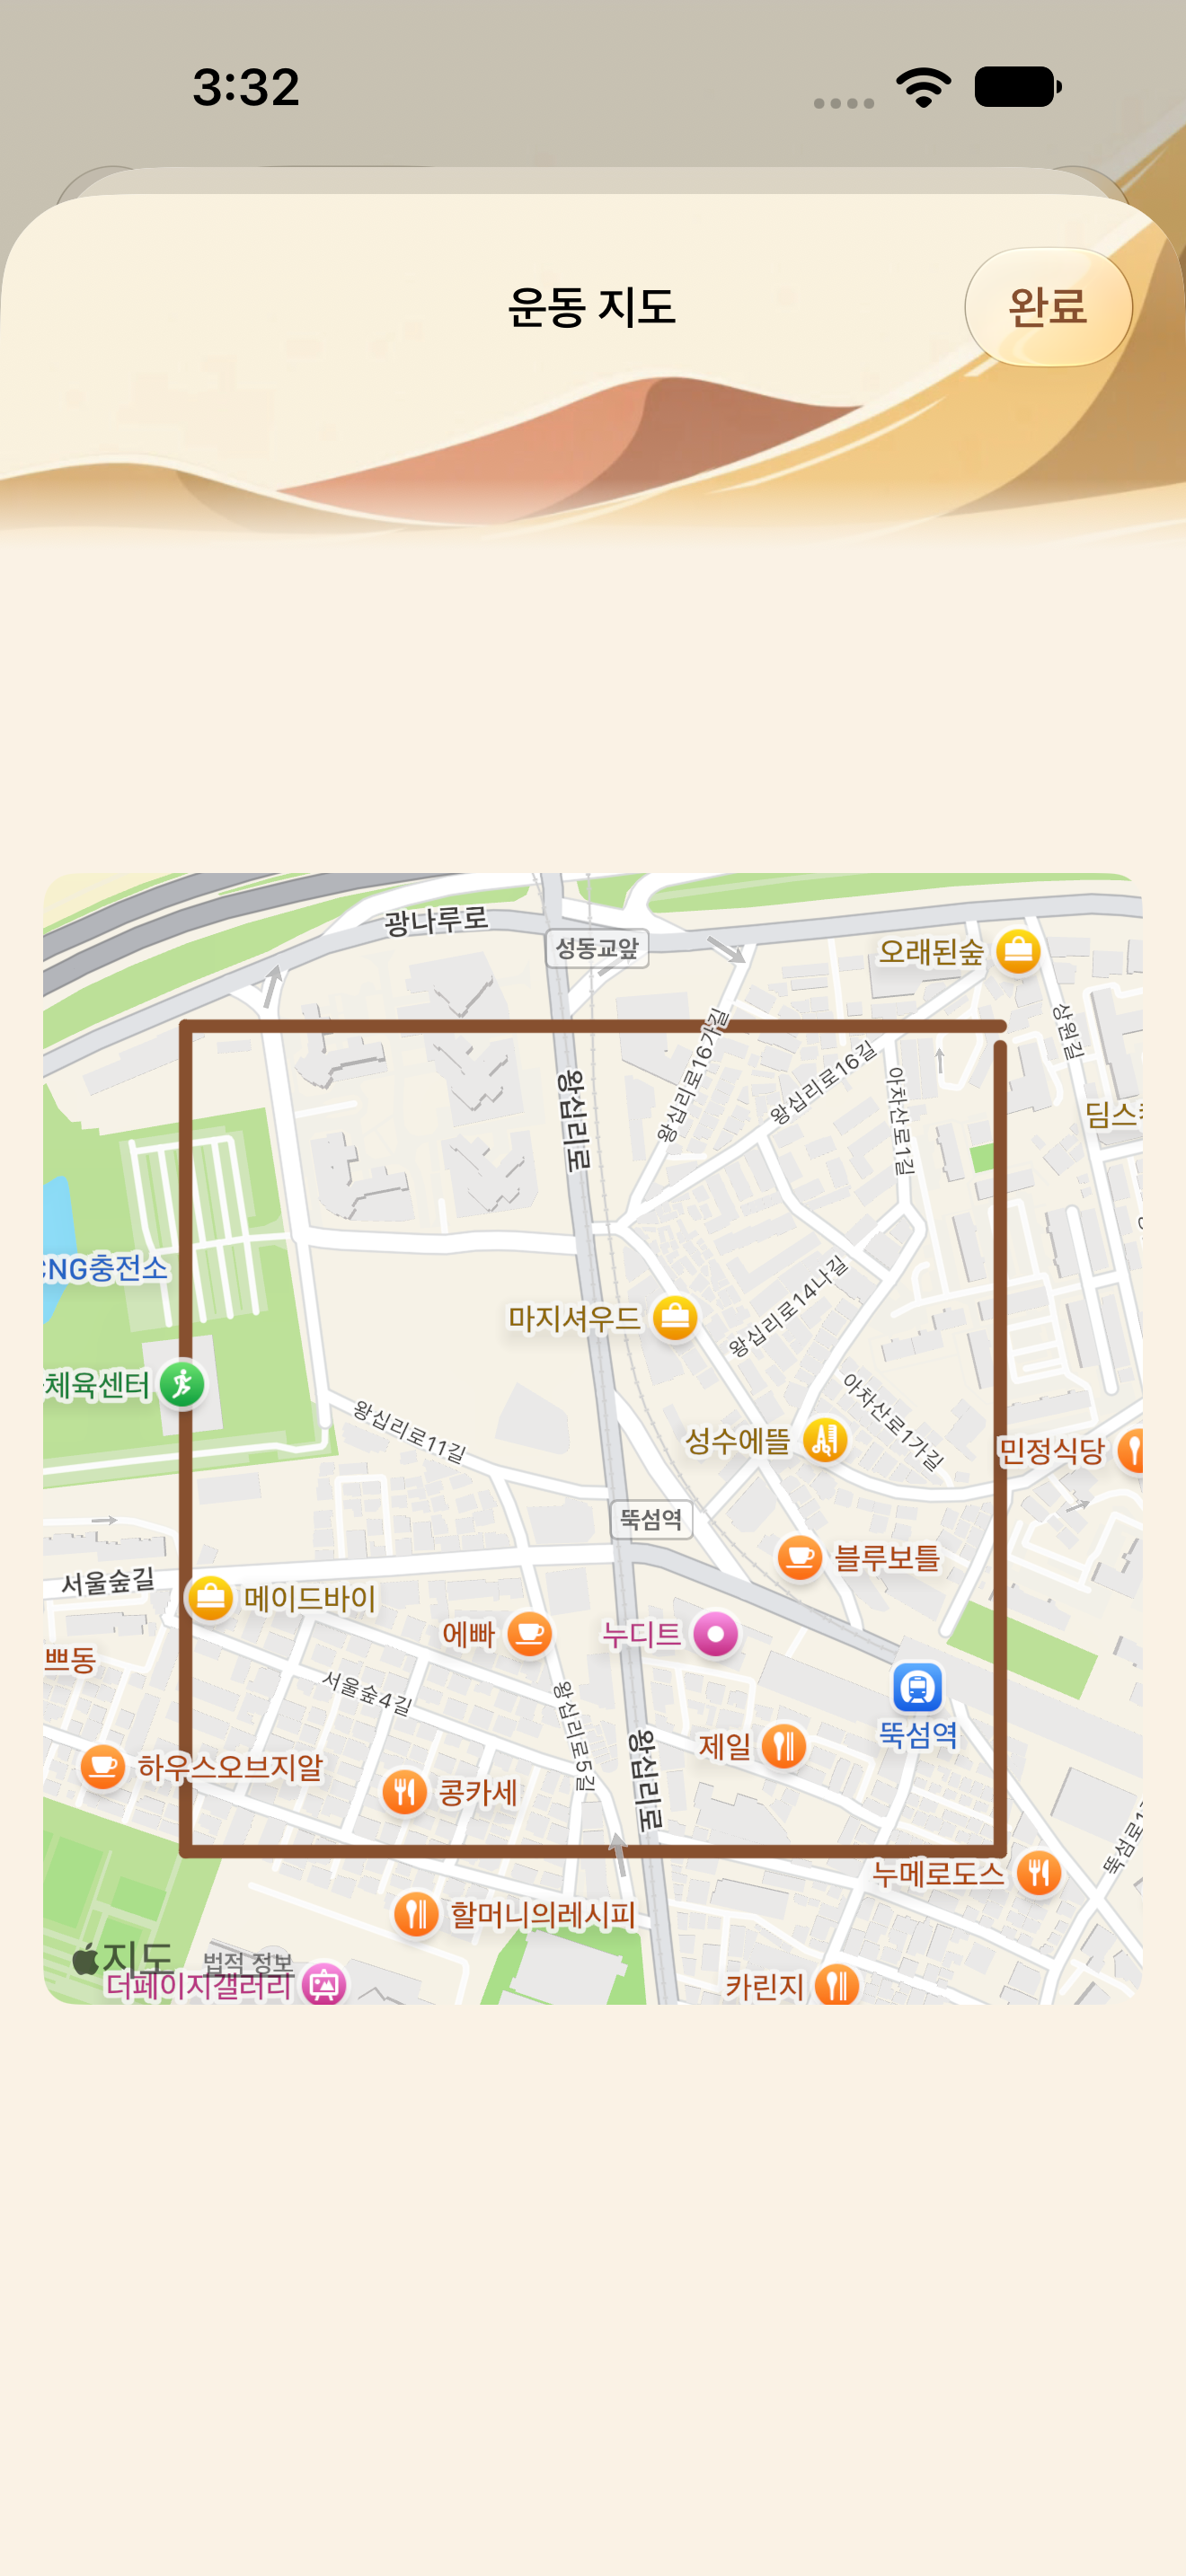 3:32
운동 지도
완료
광나루로
성동교앞
오래된숲
상원길
왕십리로16가길
왕십리로16길
아차산로1길
왕십리로
딤스
CNG충전소
마지셔우드
왕십리로14나길
체육센터
아차산로1가길
왕십리로11길
성수에뜰
민정식당
뚝섬역
블루보틀
서울숲길
메이드바이
에빠
누디트
쁘동
서울숲4길
왕십리로5길
뚝섬역
제일
왕십리로
하우스오브지알
콩카세
뚝섬로1
누메로도스
할머니의레시피
지도
법적 정보
더페이지갤러리
카린지